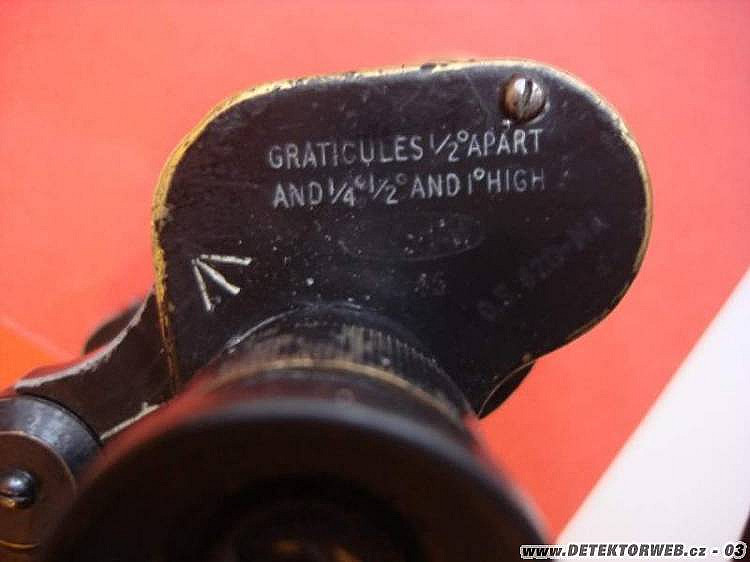 GRATICULES 1/2° APART
AND 1/4° 1/2° AND 1° HIGH
www.DETEKTORWEB.cz - 03